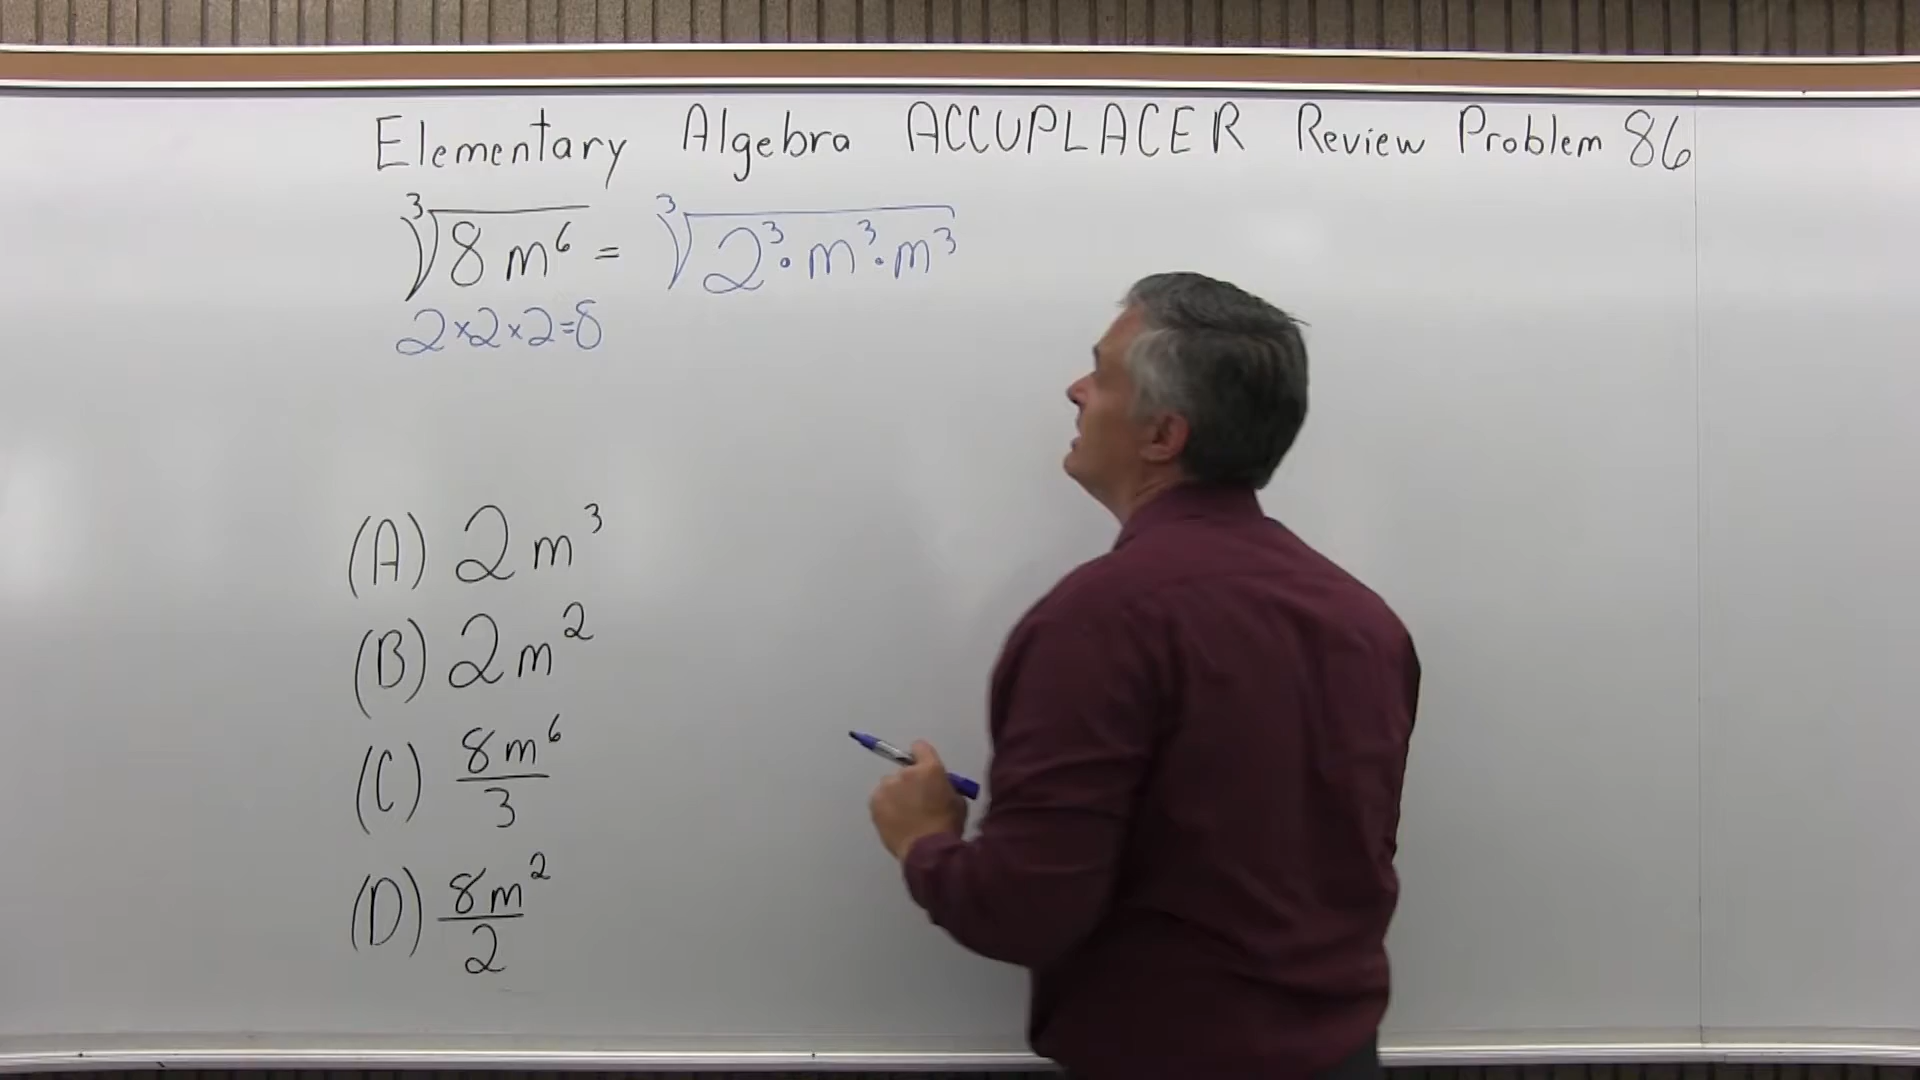 Elementary Algebra ACCUPLACER Review Problem 86
∛8m⁶ = ∛2³·m³·m³
2×2×2=8
(A) 2m³
(B) 2m²
(C) 8m⁶/3
(D) 8m²/2